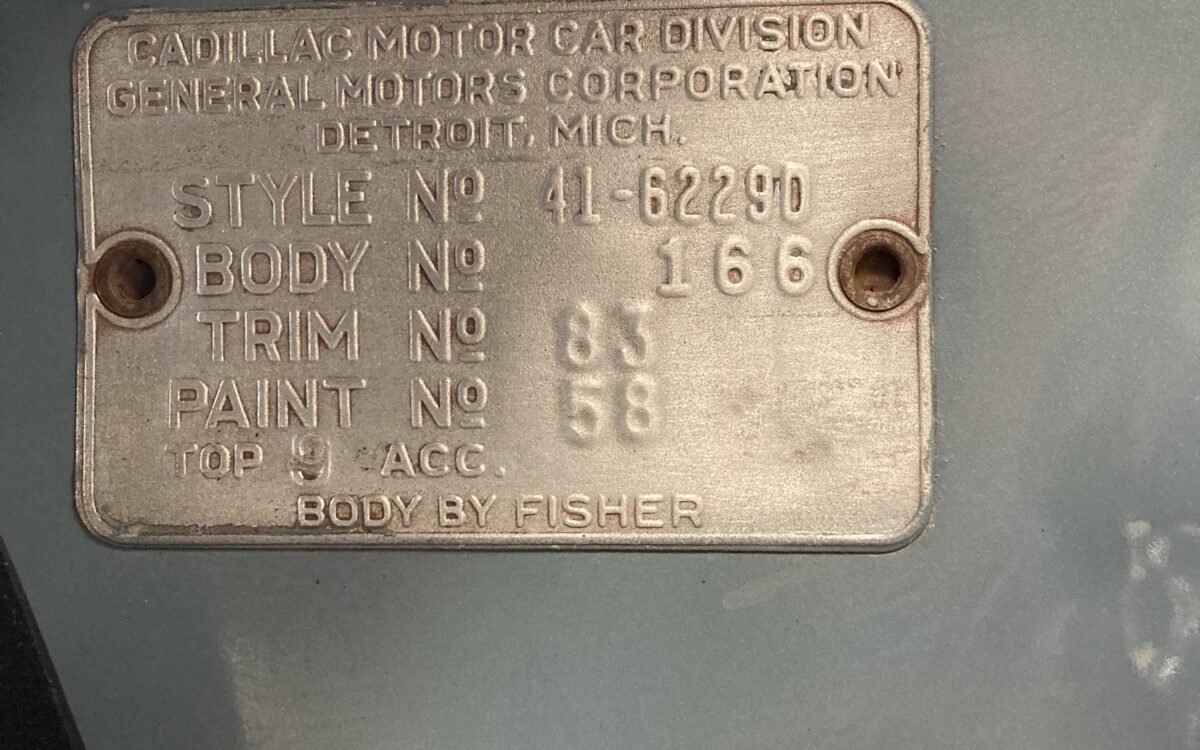 CADILLAC MOTOR CAR DIVISION
GENERAL MOTORS CORPORATION
DETROIT, MICH.
STYLE Nº 41-6229D
BODY Nº 166
TRIM Nº 83
PAINT Nº 58
TOP 9 ACC.
BODY BY FISHER